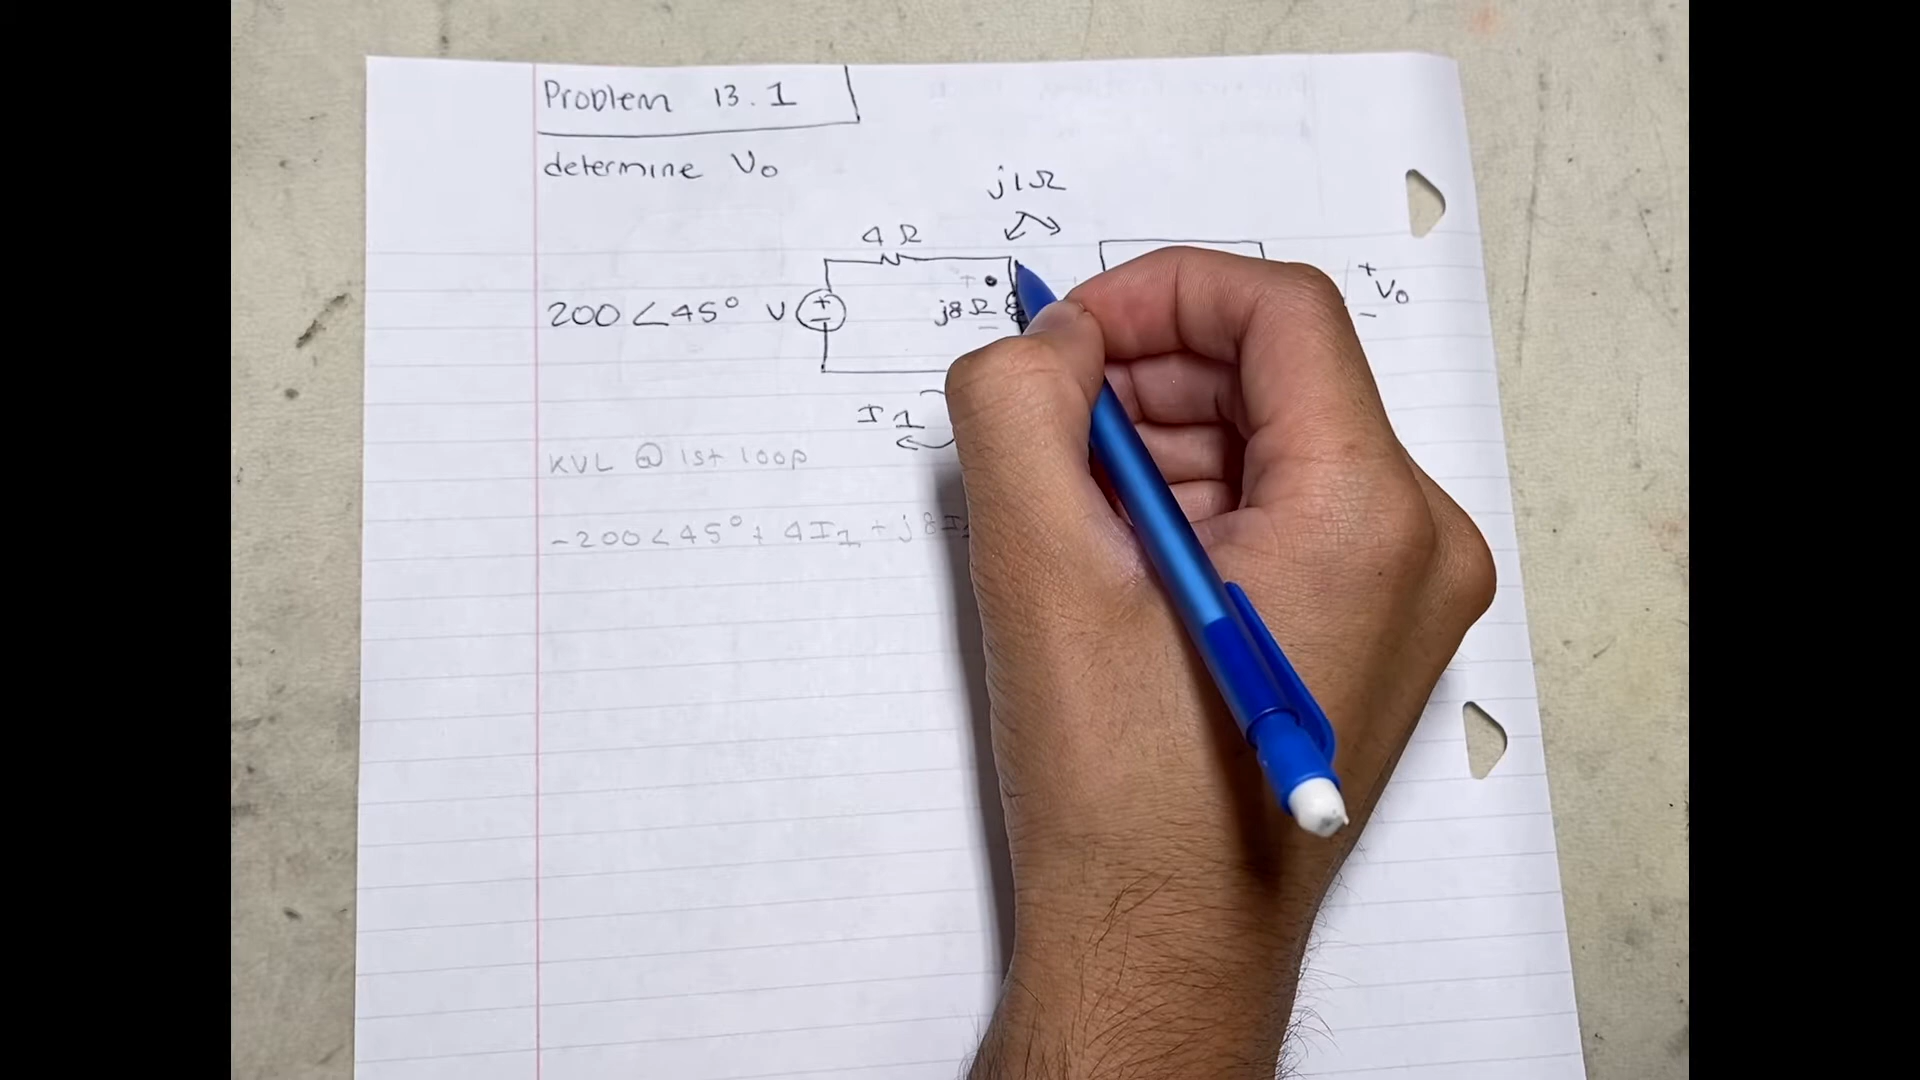 Problem 13.1
determine Vo
j1Ω
4Ω
+
Vo
-
200∠45° V
+
-
+
j8Ω
-
I1
KVL @ 1st loop
-200∠45° + 4I1 + j8I